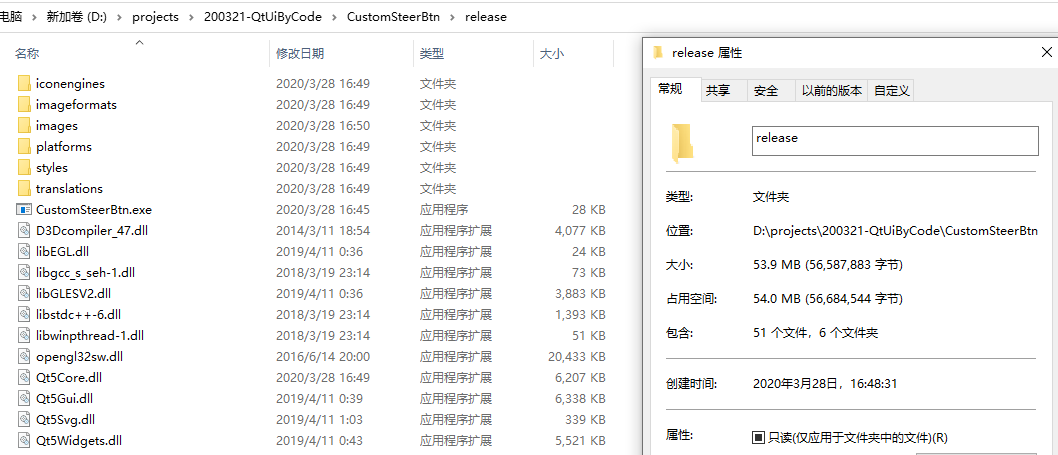 电脑 › 新加卷 (D:) › projects › 200321-QtUiByCode › CustomSteerBtn › release
名称 修改日期 类型 大小
iconengines 2020/3/28 16:49 文件夹
imageformats 2020/3/28 16:49 文件夹
images 2020/3/28 16:50 文件夹
platforms 2020/3/28 16:49 文件夹
styles 2020/3/28 16:49 文件夹
translations 2020/3/28 16:49 文件夹
CustomSteerBtn.exe 2020/3/28 16:45 应用程序 28 KB
D3Dcompiler_47.dll 2014/3/11 18:54 应用程序扩展 4,077 KB
libEGL.dll 2019/4/11 0:36 应用程序扩展 24 KB
libgcc_s_seh-1.dll 2018/3/19 23:14 应用程序扩展 73 KB
libGLESV2.dll 2019/4/11 0:36 应用程序扩展 3,883 KB
libstdc++-6.dll 2018/3/19 23:14 应用程序扩展 1,393 KB
libwinpthread-1.dll 2018/3/19 23:14 应用程序扩展 51 KB
opengl32sw.dll 2016/6/14 20:00 应用程序扩展 20,433 KB
Qt5Core.dll 2020/3/28 16:49 应用程序扩展 6,207 KB
Qt5Gui.dll 2019/4/11 0:39 应用程序扩展 6,338 KB
Qt5Svg.dll 2019/4/11 1:03 应用程序扩展 339 KB
Qt5Widgets.dll 2019/4/11 0:43 应用程序扩展 5,521 KB
release 属性
常规 共享 安全 以前的版本 自定义
release
类型: 文件夹
位置: D:\projects\200321-QtUiByCode\CustomSteerBtn
大小: 53.9 MB (56,587,883 字节)
占用空间: 54.0 MB (56,684,544 字节)
包含: 51 个文件，6 个文件夹
创建时间: 2020年3月28日，16:48:31
属性: 只读(仅应用于文件夹中的文件)(R)